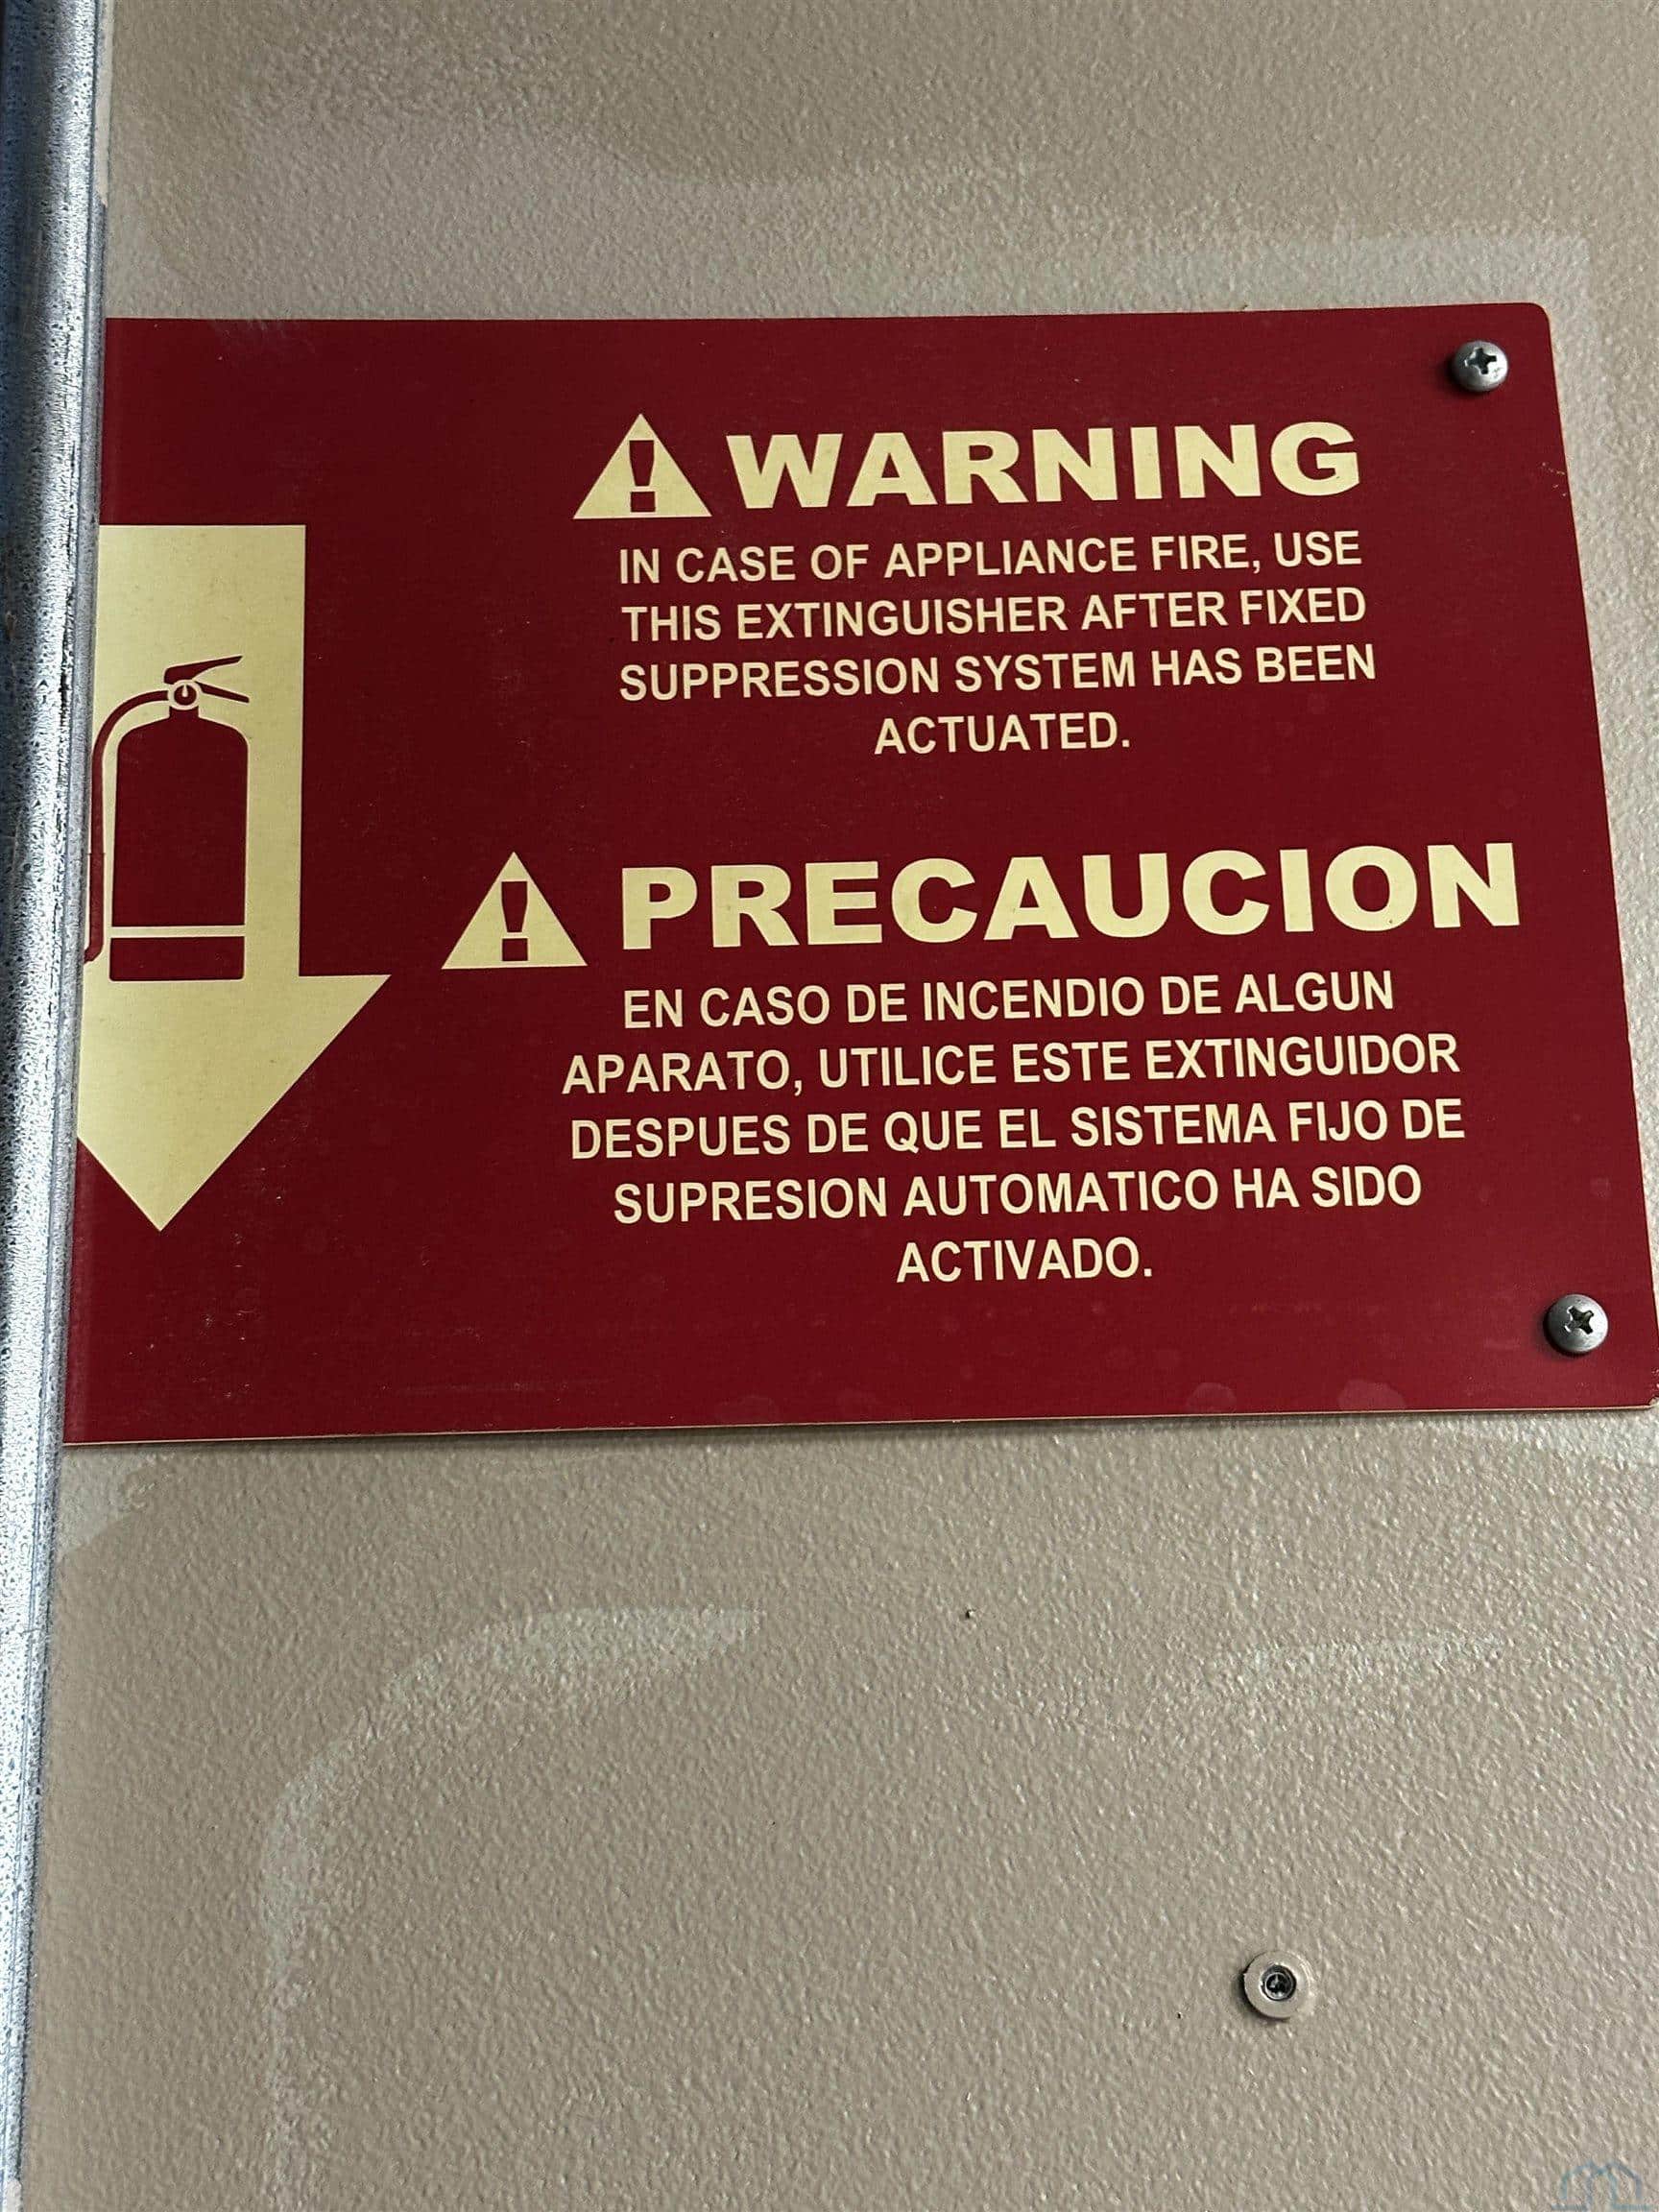 WARNING
IN CASE OF APPLIANCE FIRE, USE
THIS EXTINGUISHER AFTER FIXED
SUPPRESSION SYSTEM HAS BEEN
ACTUATED.
PRECAUCION
EN CASO DE INCENDIO DE ALGUN
APARATO, UTILICE ESTE EXTINGUIDOR
DESPUES DE QUE EL SISTEMA FIJO DE
SUPRESION AUTOMATICO HA SIDO
ACTIVADO.